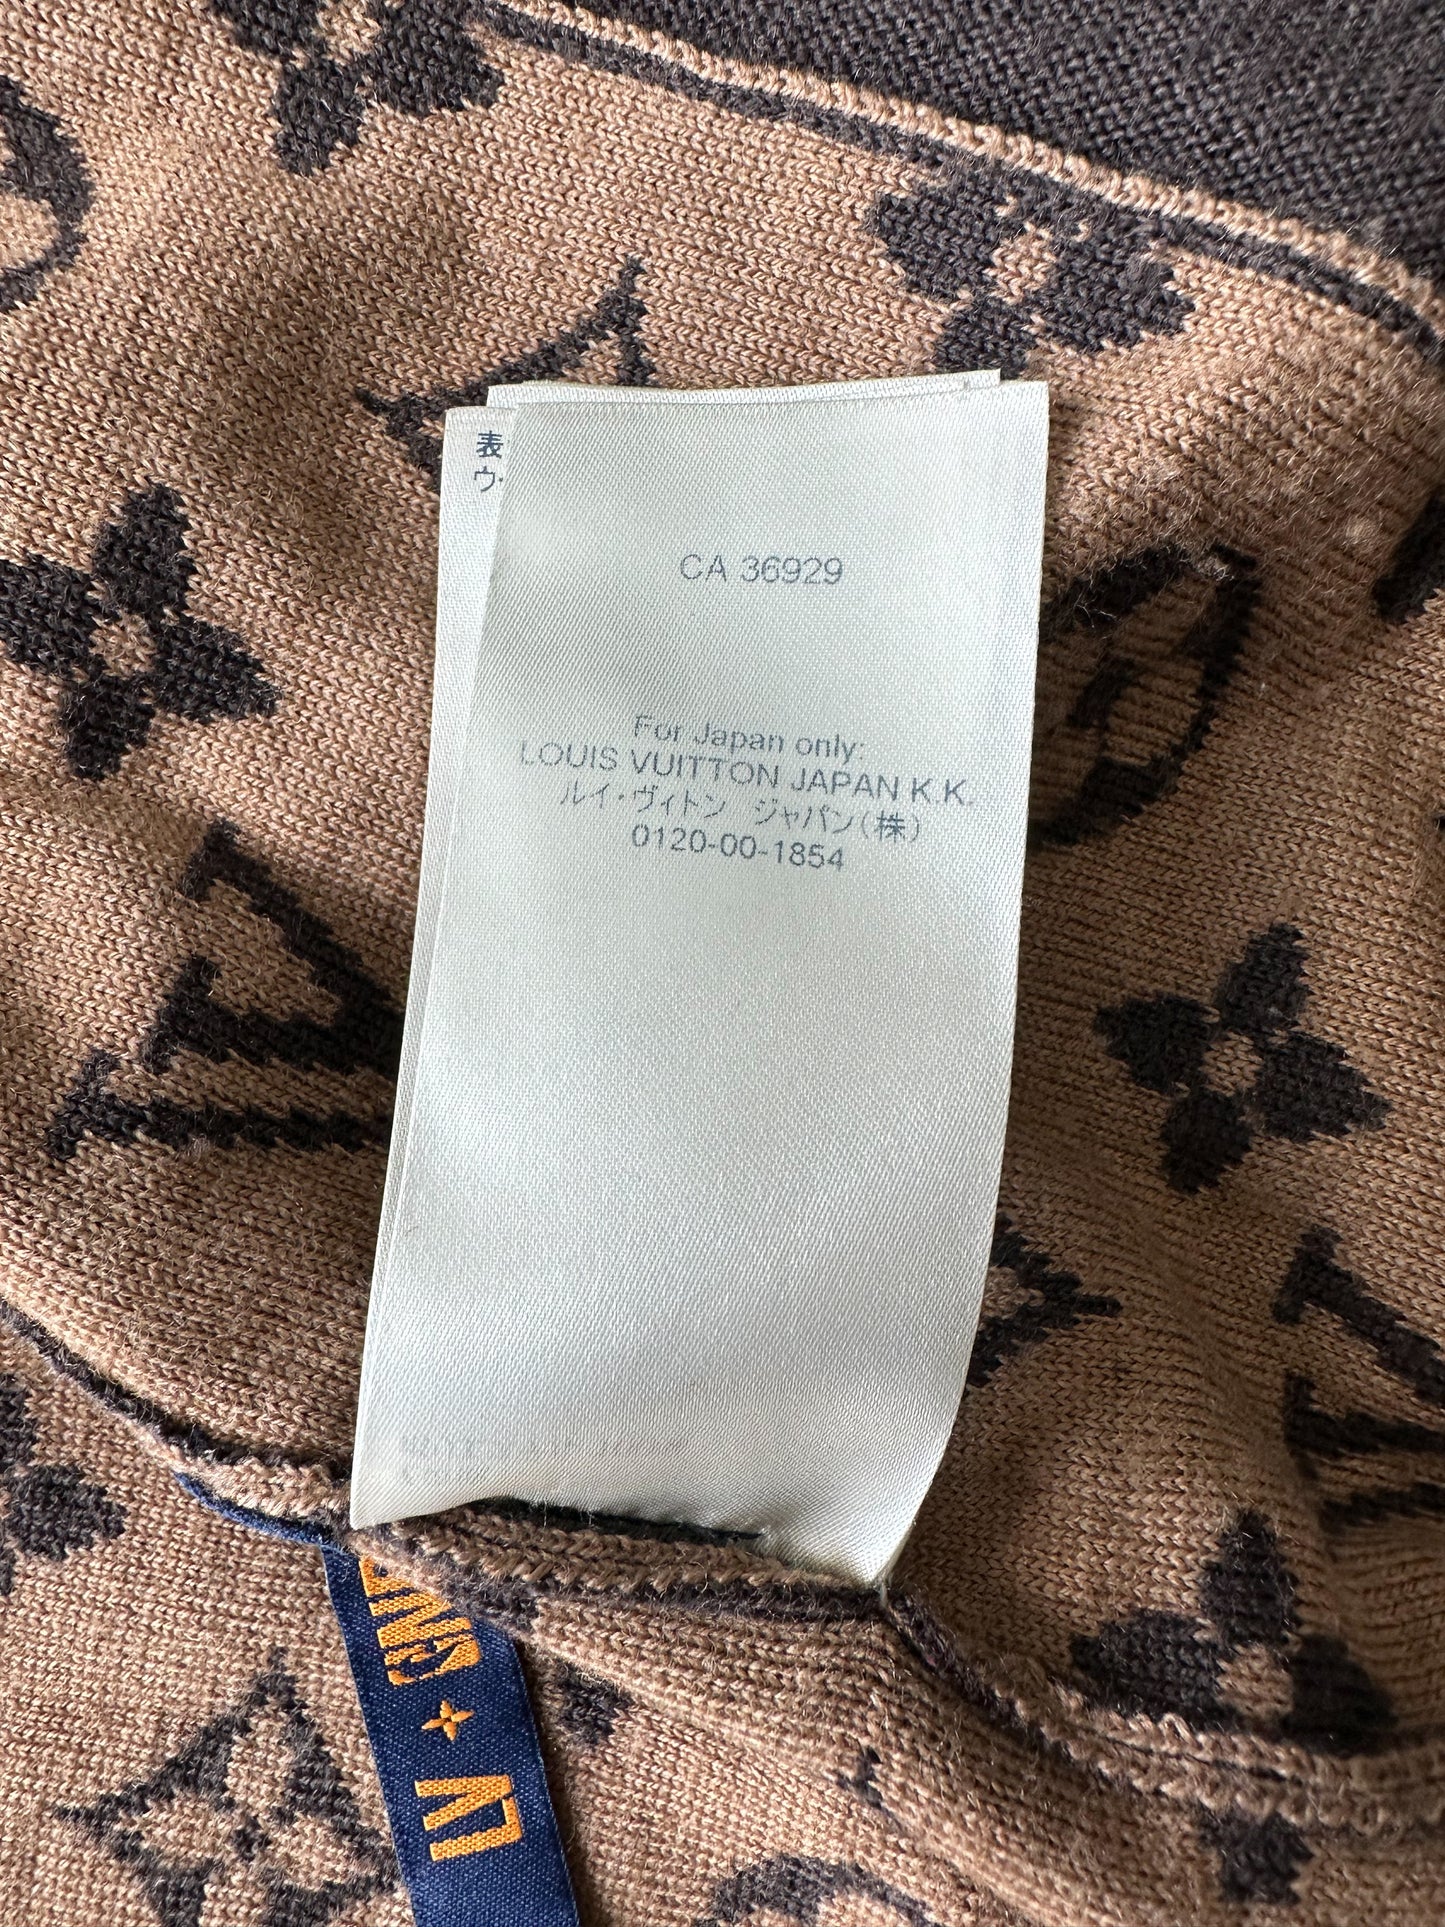 表
ウ
CA 36929
For Japan only:
LOUIS VUITTON JAPAN K.K.
ルイ・ヴィトン ジャパン(株)
0120-00-1854
LV